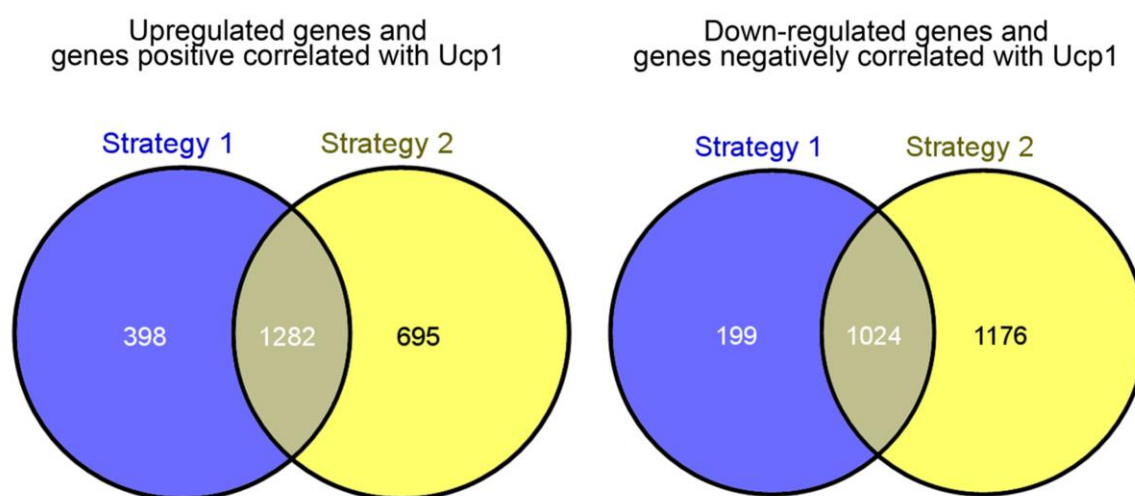 Upregulated genes and
genes positive correlated with Ucp1
Strategy 1
Strategy 2
398
1282
695
Down-regulated genes and
genes negatively correlated with Ucp1
Strategy 1
Strategy 2
199
1024
1176